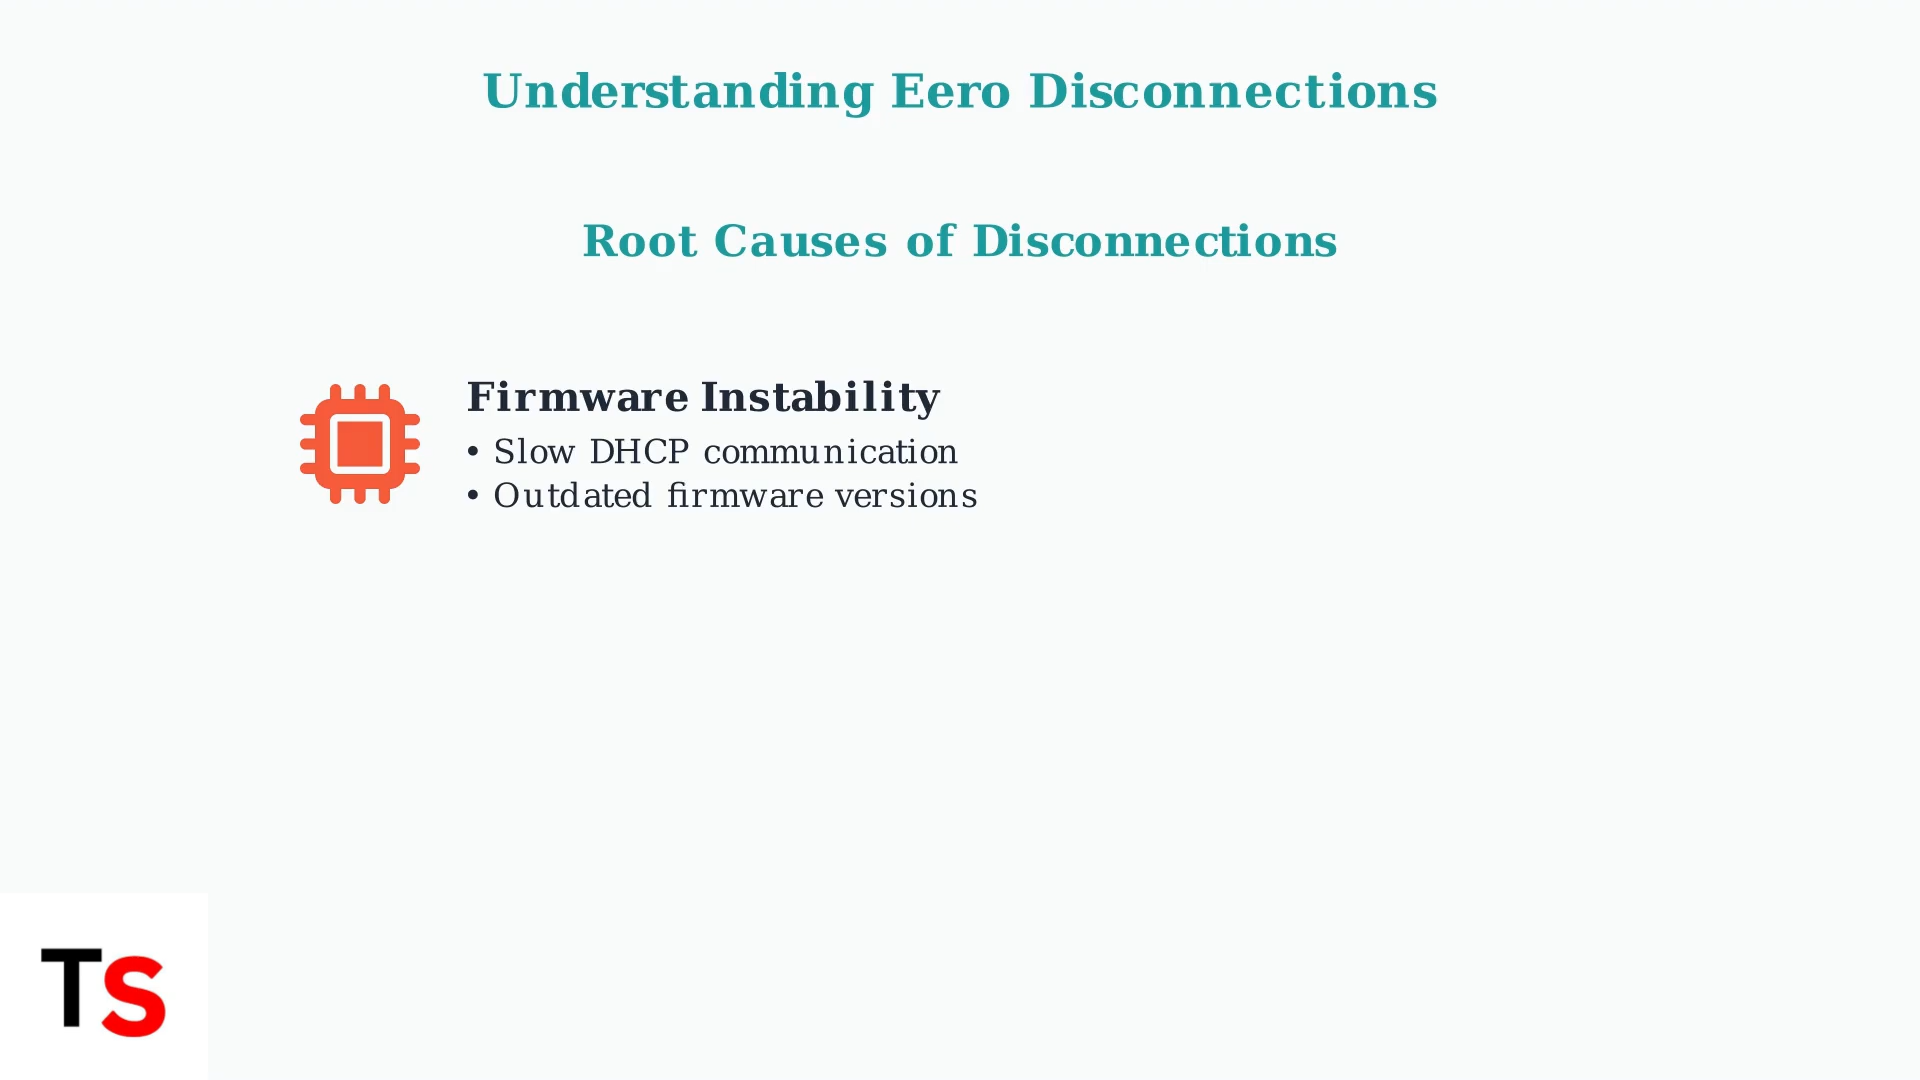 Understanding Eero Disconnections
Root Causes of Disconnections
Firmware Instability
• Slow DHCP communication
• Outdated firmware versions
TS